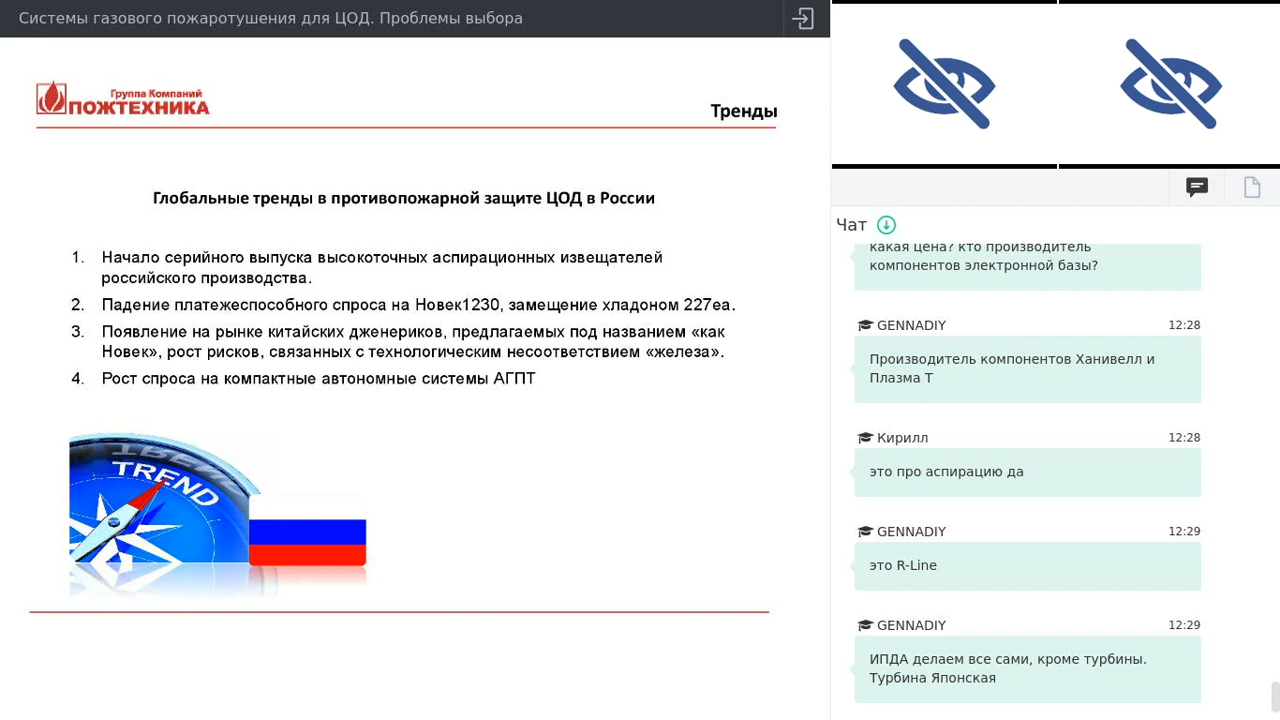 Системы газового пожаротушения для ЦОД. Проблемы выбора
Группа Компаний
ПОЖТЕХНИКА
Тренды
Глобальные тренды в противопожарной защите ЦОД в России
1. Начало серийного выпуска высокоточных аспирационных извещателей
российского производства.
2. Падение платежеспособного спроса на Новек1230, замещение хладоном 227еа.
3. Появление на рынке китайских дженериков, предлагаемых под названием «как
Новек», рост рисков, связанных с технологическим несоответствием «железа».
4. Рост спроса на компактные автономные системы АГПТ
TREND
Чат
какая цена? кто производитель
компонентов электронной базы?
GENNADIY 12:28
Производитель компонентов Ханивелл и
Плазма Т
Кирилл 12:28
это про аспирацию да
GENNADIY 12:29
это R-Line
GENNADIY 12:29
ИПДА делаем все сами, кроме турбины.
Турбина Японская